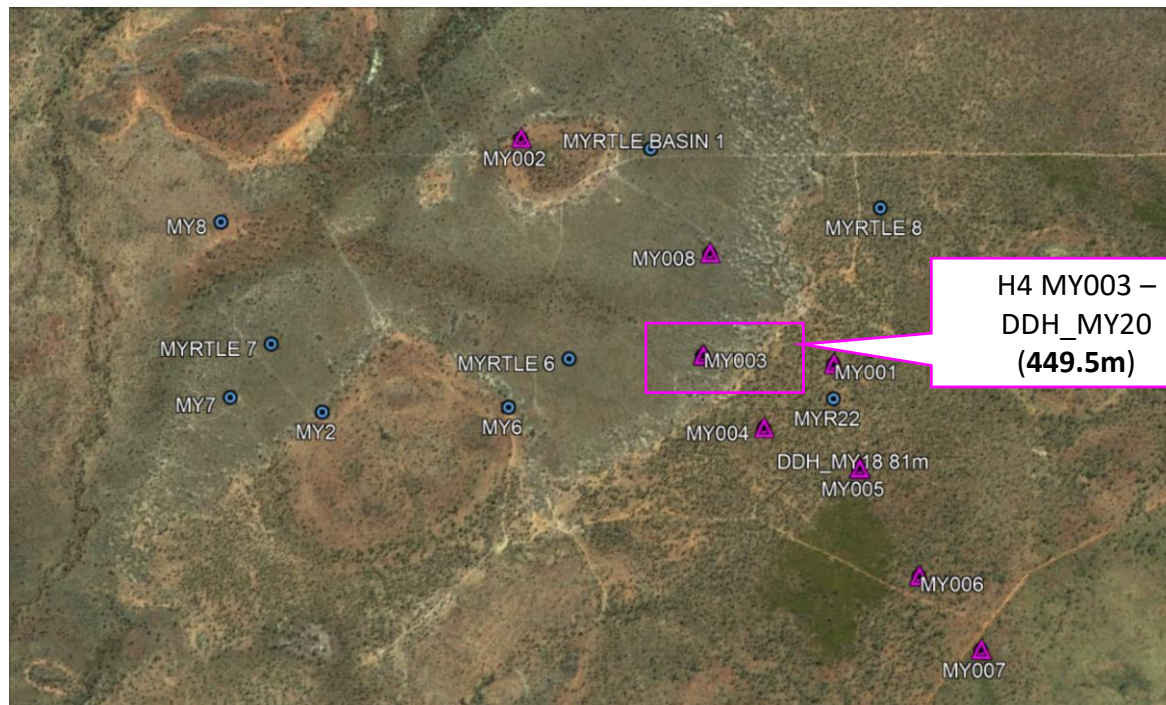 MYRTLE BASIN 1
MY002
MY8
MYRTLE 8
MY008
H4 MY003 –
DDH_MY20
(449.5m)
MYRTLE 7
MYRTLE 6
MY003
MY001
MY7
MY2
MY6
MYR22
MY004
DDH_MY18 81m
MY005
MY006
MY007